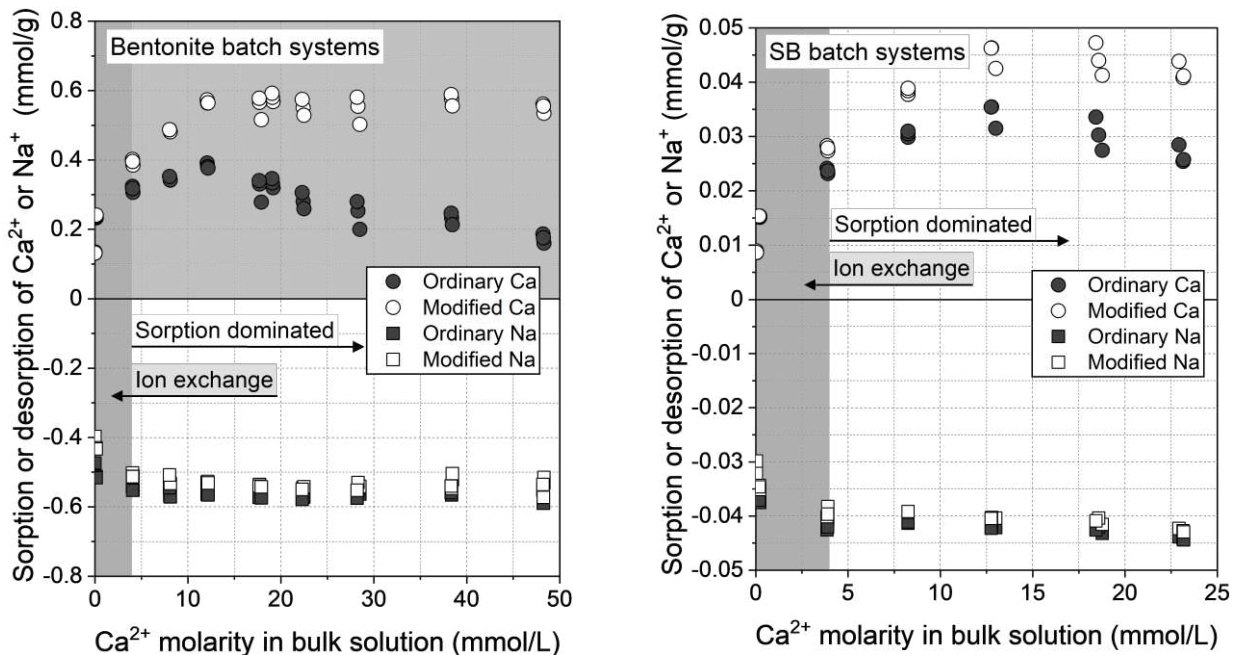 Sorption or desorption of Ca²⁺ or Na⁺ (mmol/g)
0.8
0.6
0.4
0.2
0
-0.2
-0.4
-0.6
-0.8
Bentonite batch systems
Ordinary Ca
Modified Ca
Ordinary Na
Modified Na
Sorption dominated
Ion exchange
0 10 20 30 40 50
Ca²⁺ molarity in bulk solution (mmol/L)
Sorption or desorption of Ca²⁺ or Na⁺ (mmol/g)
0.05
0.04
0.03
0.02
0.01
0
-0.01
-0.02
-0.03
-0.04
-0.05
SB batch systems
Sorption dominated
Ion exchange
Ordinary Ca
Modified Ca
Ordinary Na
Modified Na
0 5 10 15 20 25
Ca²⁺ molarity in bulk solution (mmol/L)